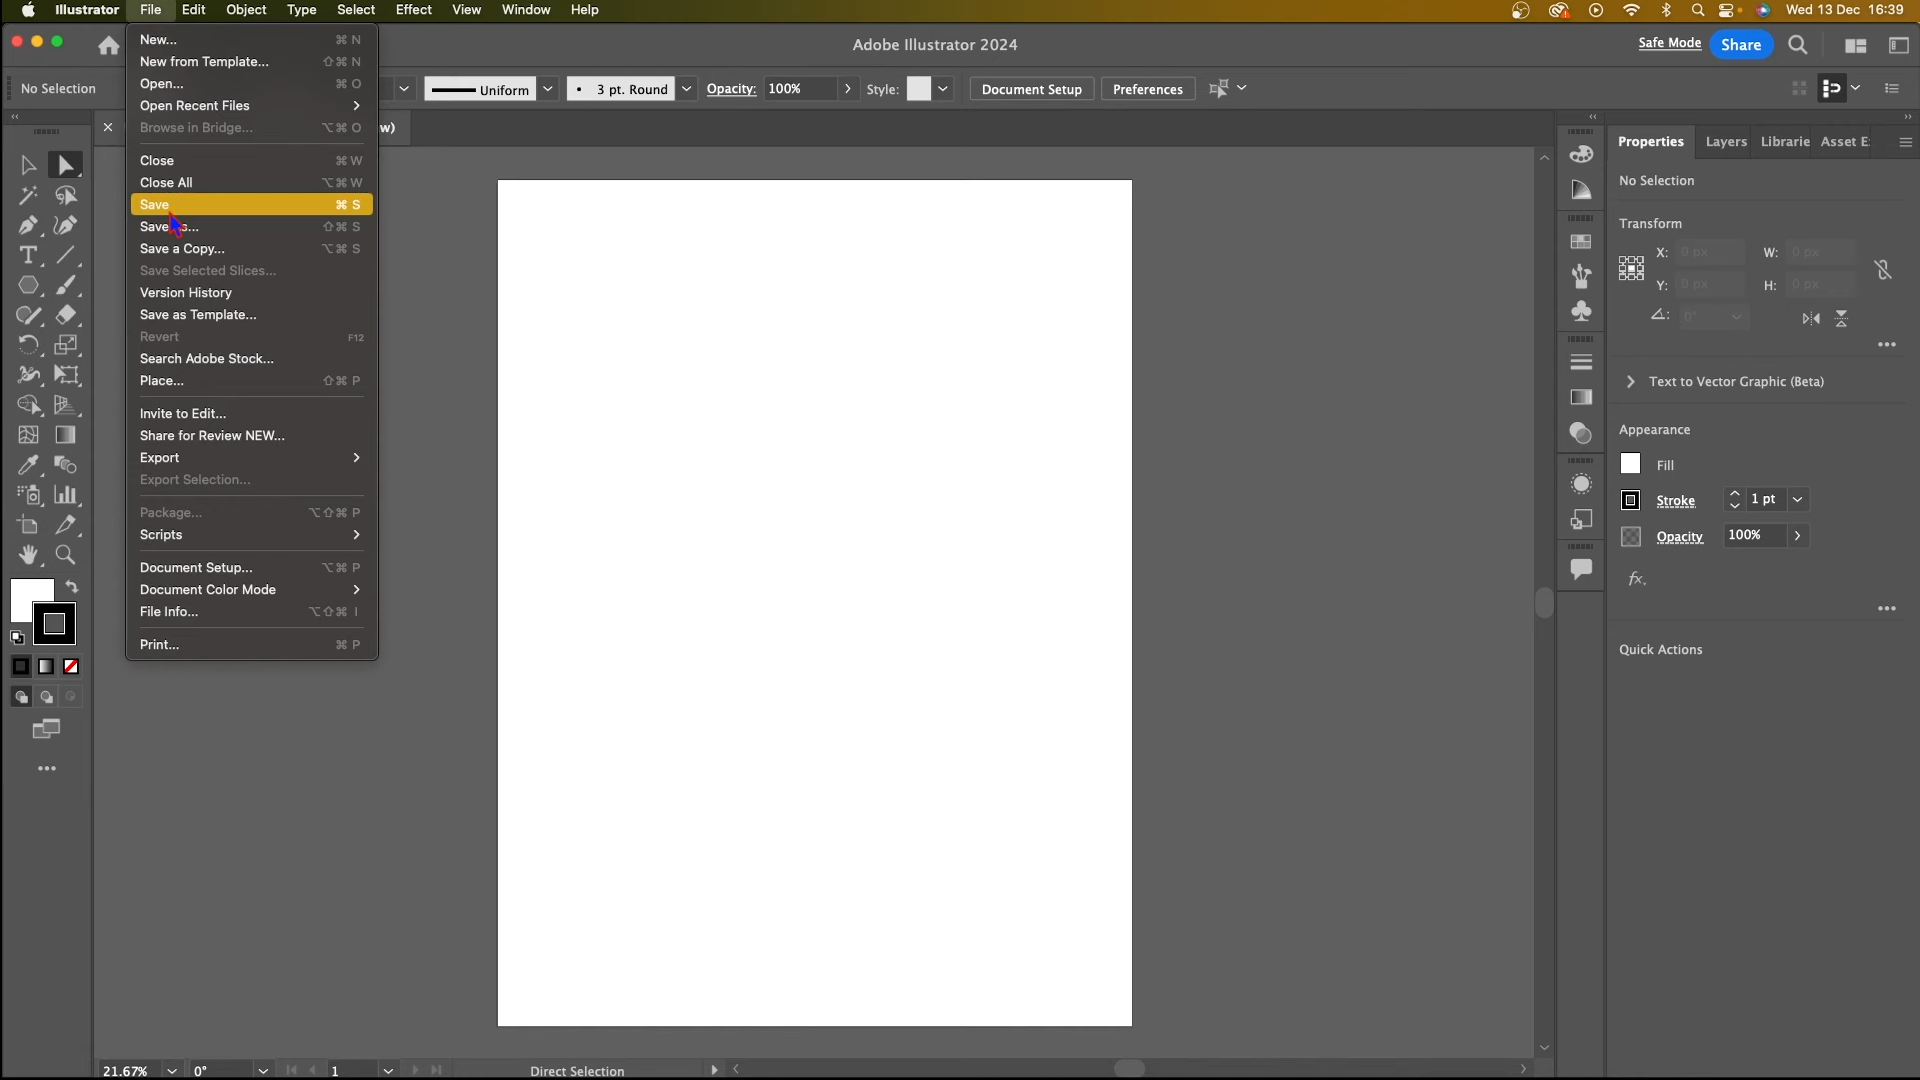 Illustrator File Edit Object Type Select Effect View Window Help Wed 13 Dec 16:39
Adobe Illustrator 2024 Safe Mode Share
No Selection Uniform 3 pt. Round Opacity: 100% Style: Document Setup Preferences
w)
New... ⌘ N
New from Template... ⇧⌘ N
Open... ⌘ O
Open Recent Files
Browse in Bridge... ⌥⌘ O
Close ⌘ W
Close All ⌥⌘ W
Save ⌘ S
Save s... ⇧⌘ S
Save a Copy... ⌥⌘ S
Save Selected Slices...
Version History
Save as Template...
Revert F12
Search Adobe Stock...
Place... ⇧⌘ P
Invite to Edit...
Share for Review NEW...
Export
Export Selection...
Package... ⌥⇧⌘ P
Scripts
Document Setup... ⌥⌘ P
Document Color Mode
File Info... ⌥⇧⌘ I
Print... ⌘ P
Properties Layers Librarie Asset E
No Selection
Transform
X: 0 px W: 0 px
Y: 0 px H: 0 px
0°
Text to Vector Graphic (Beta)
Appearance
Fill
Stroke 1 pt
Opacity 100%
fx.
Quick Actions
21.67% 0° 1 Direct Selection